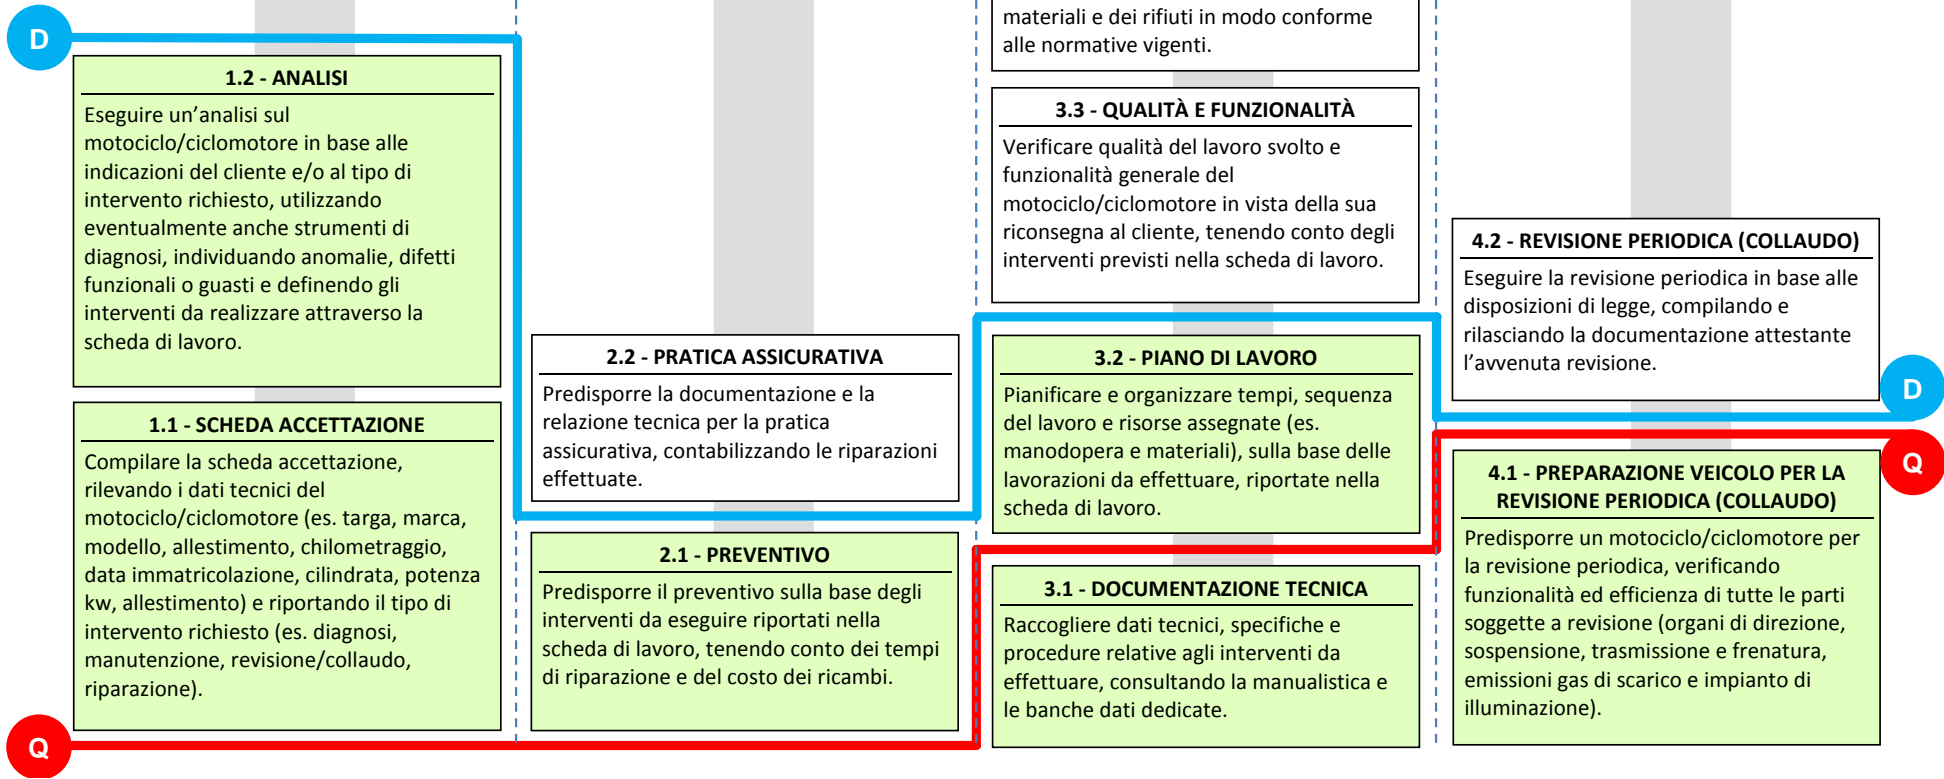 D
1.2 - ANALISI
Eseguire un’analisi sul
motociclo/ciclomotore in base alle
indicazioni del cliente e/o al tipo di
intervento richiesto, utilizzando
eventualmente anche strumenti di
diagnosi, individuando anomalie, difetti
funzionali o guasti e definendo gli
interventi da realizzare attraverso la
scheda di lavoro.
1.1 - SCHEDA ACCETTAZIONE
Compilare la scheda accettazione,
rilevando i dati tecnici del
motociclo/ciclomotore (es. targa, marca,
modello, allestimento, chilometraggio,
data immatricolazione, cilindrata, potenza
kw, allestimento) e riportando il tipo di
intervento richiesto (es. diagnosi,
manutenzione, revisione/collaudo,
riparazione).
Q
2.2 - PRATICA ASSICURATIVA
Predisporre la documentazione e la
relazione tecnica per la pratica
assicurativa, contabilizzando le riparazioni
effettuate.
2.1 - PREVENTIVO
Predisporre il preventivo sulla base degli
interventi da eseguire riportati nella
scheda di lavoro, tenendo conto dei tempi
di riparazione e del costo dei ricambi.
materiali e dei rifiuti in modo conforme
alle normative vigenti.
3.3 - QUALITÀ E FUNZIONALITÀ
Verificare qualità del lavoro svolto e
funzionalità generale del
motociclo/ciclomotore in vista della sua
riconsegna al cliente, tenendo conto degli
interventi previsti nella scheda di lavoro.
3.2 - PIANO DI LAVORO
Pianificare e organizzare tempi, sequenza
del lavoro e risorse assegnate (es.
manodopera e materiali), sulla base delle
lavorazioni da effettuare, riportate nella
scheda di lavoro.
3.1 - DOCUMENTAZIONE TECNICA
Raccogliere dati tecnici, specifiche e
procedure relative agli interventi da
effettuare, consultando la manualistica e
le banche dati dedicate.
4.2 - REVISIONE PERIODICA (COLLAUDO)
Eseguire la revisione periodica in base alle
disposizioni di legge, compilando e
rilasciando la documentazione attestante
l’avvenuta revisione.
D
Q
4.1 - PREPARAZIONE VEICOLO PER LA
REVISIONE PERIODICA (COLLAUDO)
Predisporre un motociclo/ciclomotore per
la revisione periodica, verificando
funzionalità ed efficienza di tutte le parti
soggette a revisione (organi di direzione,
sospensione, trasmissione e frenatura,
emissioni gas di scarico e impianto di
illuminazione).